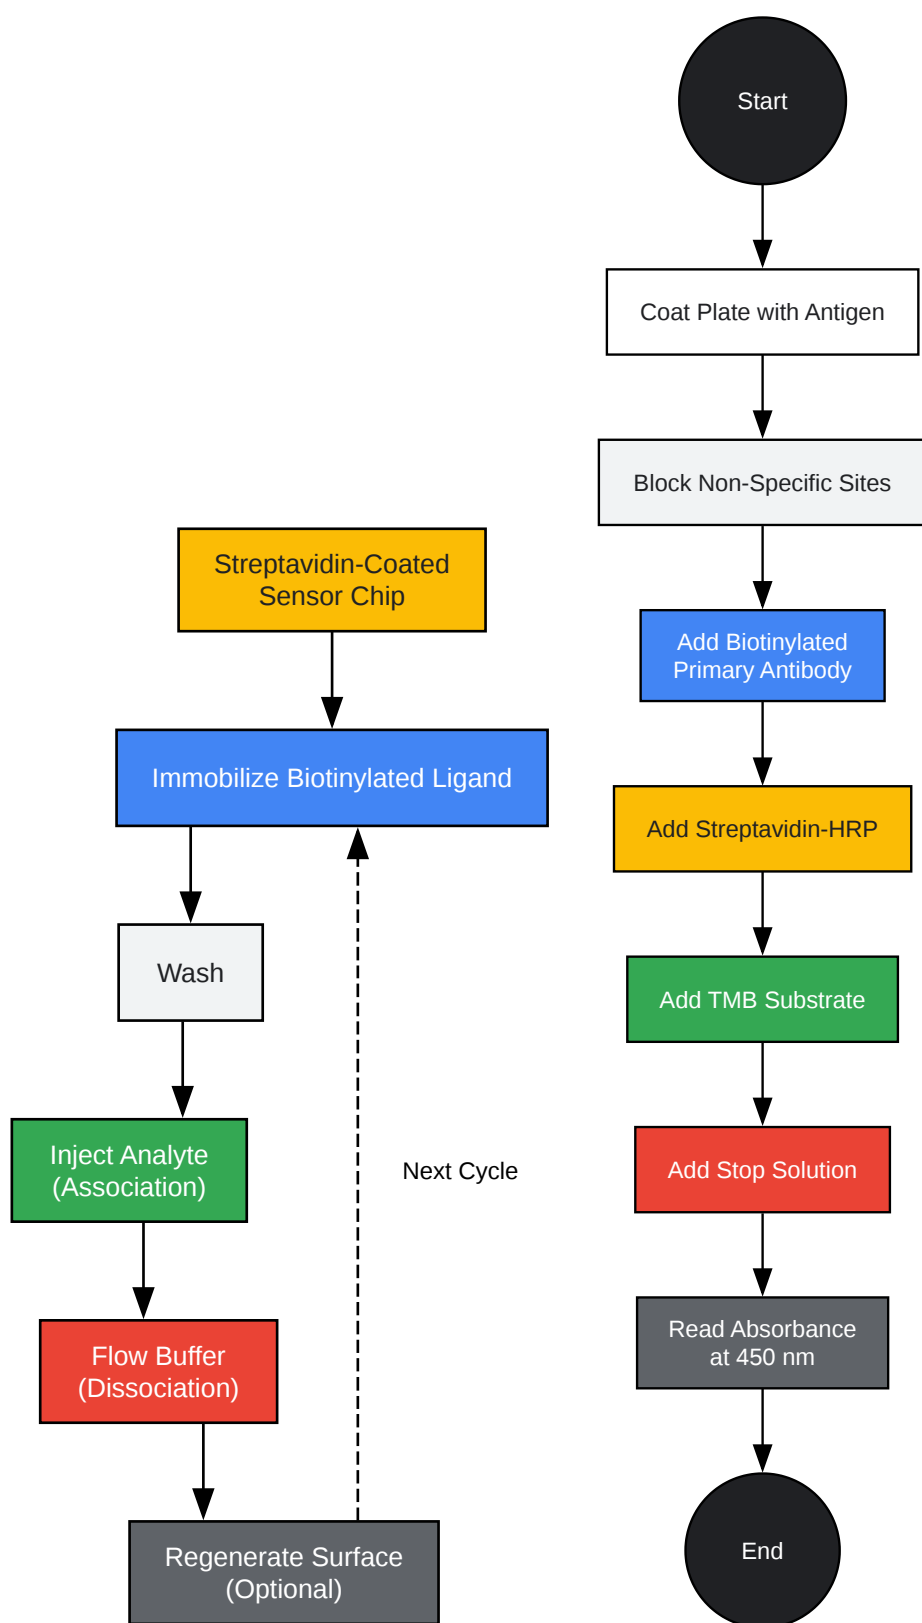 Streptavidin-Coated
Sensor Chip
Immobilize Biotinylated Ligand
Wash
Inject Analyte
(Association)
Flow Buffer
(Dissociation)
Regenerate Surface
(Optional)
Next Cycle
Start
Coat Plate with Antigen
Block Non-Specific Sites
Add Biotinylated
Primary Antibody
Add Streptavidin-HRP
Add TMB Substrate
Add Stop Solution
Read Absorbance
at 450 nm
End